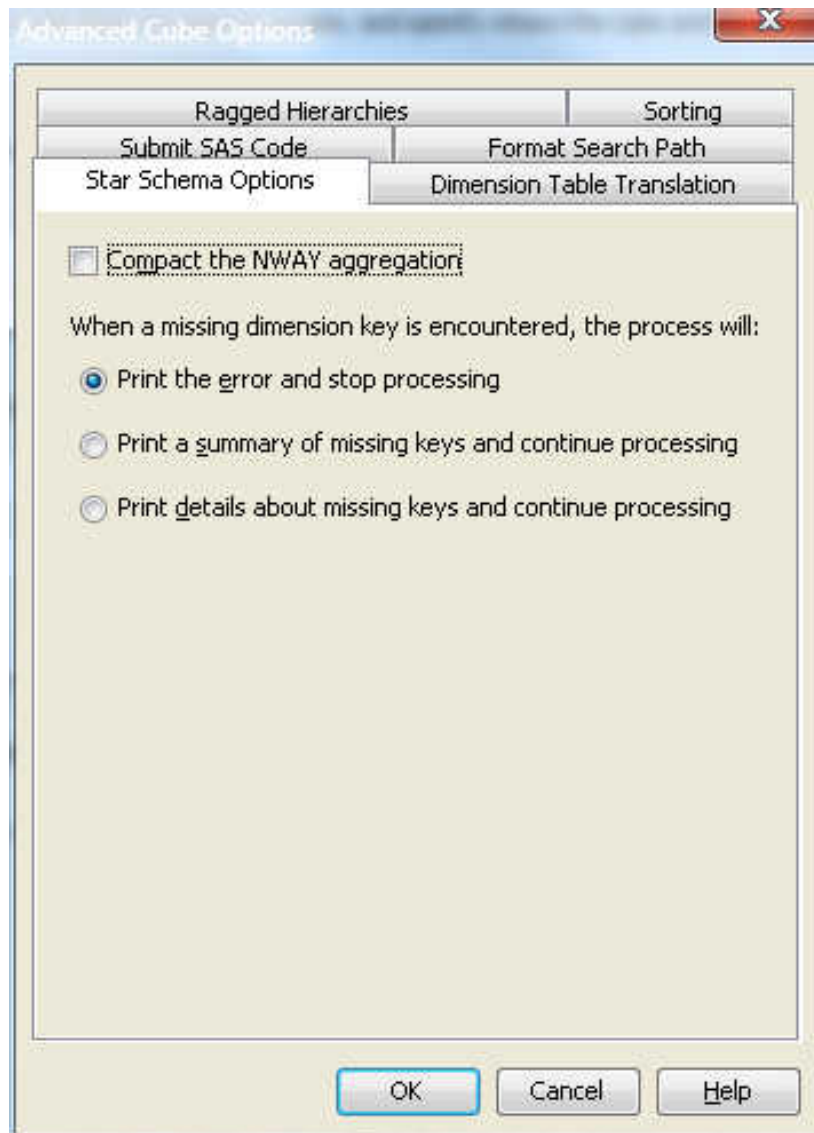 Advanced Cube Options
X
Ragged Hierarchies Sorting
Submit SAS Code Format Search Path
Star Schema Options Dimension Table Translation
Compact the NWAY aggregation
When a missing dimension key is encountered, the process will:
Print the error and stop processing
Print a summary of missing keys and continue processing
Print details about missing keys and continue processing
OK Cancel Help